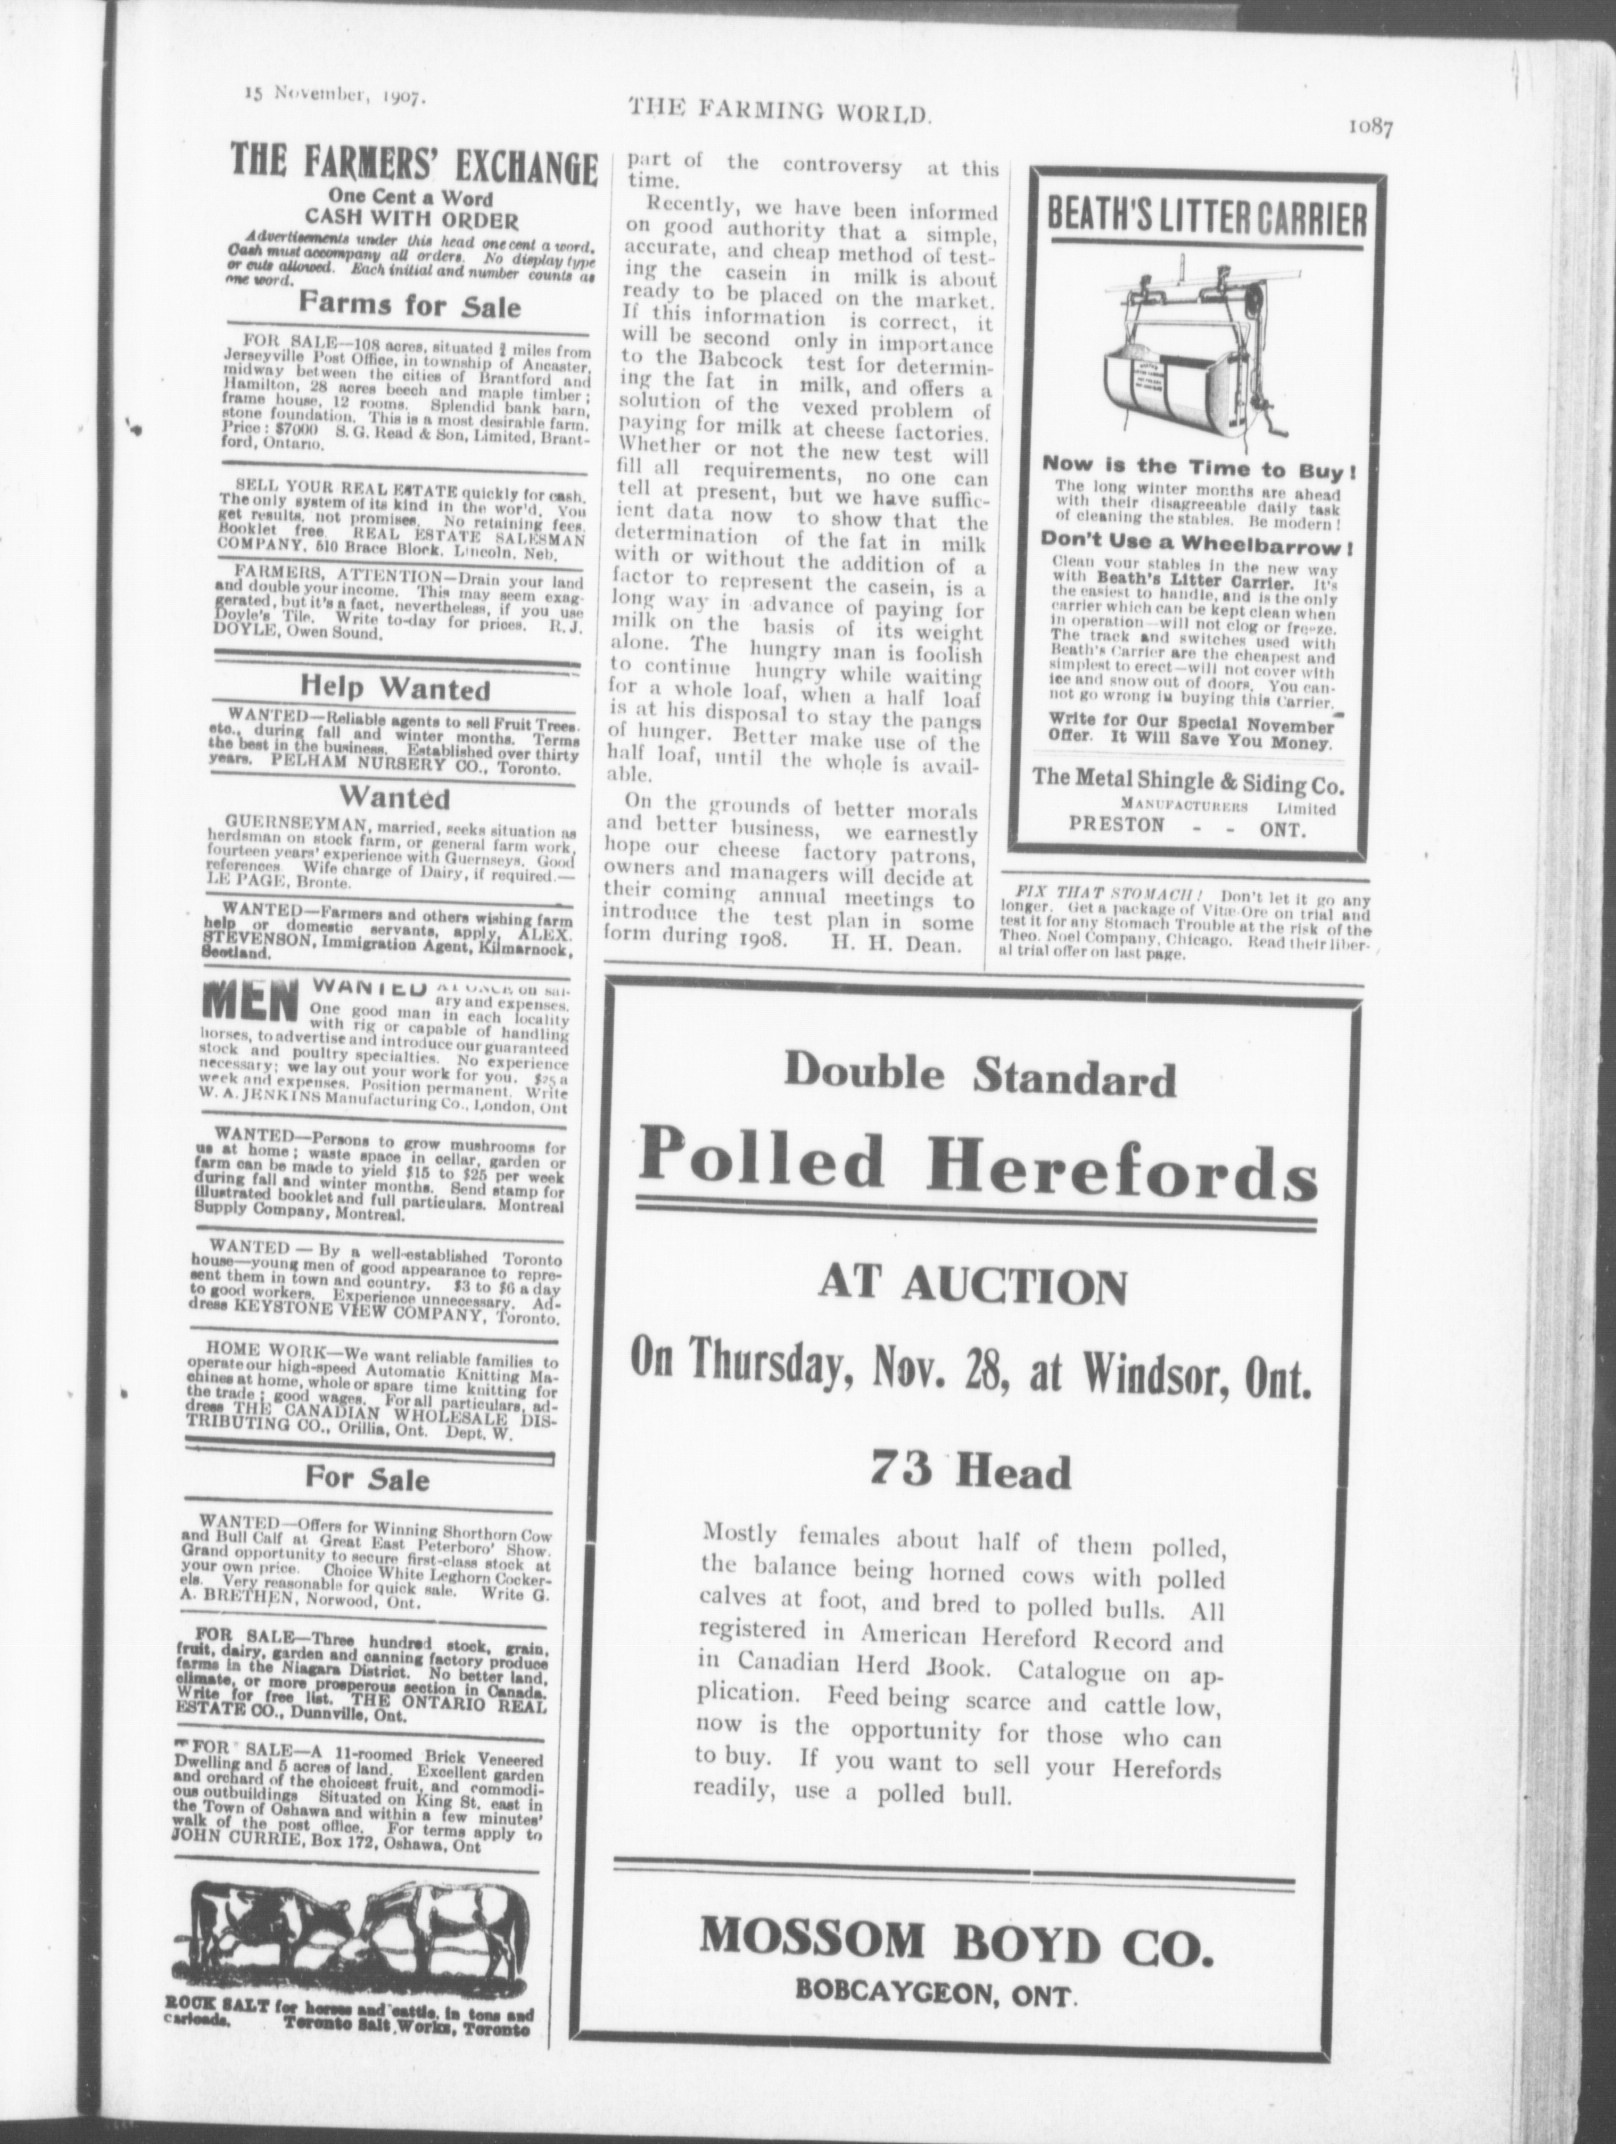 15 November, 1907.
THE FARMING WORLD.
1087
THE FARMERS' EXCHANGE
One Cent a Word
CASH WITH ORDER
Advertisements under this head one cent a word.
Cash must accompany all orders. No display type
or cuts allowed. Each initial and number counts as
one word.
Farms for Sale
FOR SALE—108 acres, situated ¾ miles from
Jerseyville Post Office, in township of Ancaster,
midway between the cities of Brantford and
Hamilton, 28 acres beech and maple timber;
frame house, 12 rooms. Splendid bank barn,
stone foundation. This is a most desirable farm.
Price: $7000 S. G. Read & Son, Limited, Brant-
ford, Ontario.
SELL YOUR REAL ESTATE quickly for cash.
The only system of its kind in the wor'd. You
get results, not promises. No retaining fees.
Booklet free. REAL ESTATE SALESMAN
COMPANY, 510 Brace Block, Lincoln, Neb.
FARMERS, ATTENTION—Drain your land
and double your income. This may seem exag-
gerated, but it's a fact, nevertheless, if you use
Doyle's Tile. Write to-day for prices. R. J.
DOYLE, Owen Sound.
Help Wanted
WANTED—Reliable agents to sell Fruit Trees,
etc., during fall and winter months. Terms
the best in the business. Established over thirty
years. PELHAM NURSERY CO., Toronto.
Wanted
GUERNSEYMAN, married, seeks situation as
herdsman on stock farm, or general farm work,
fourteen years' experience with Guernseys. Good
references. Wife charge of Dairy, if required.—
LE PAGE, Bronte.
WANTED—Farmers and others wishing farm
help or domestic servants, apply, ALEX.
STEVENSON, Immigration Agent, Kilmarnock,
Scotland.
MEN WANTED AT ONCE on sal-
ary and expenses.
One good man in each locality
with rig or capable of handling
horses, to advertise and introduce our guaranteed
stock and poultry specialties. No experience
necessary; we lay out your work for you. $25 a
week and expenses. Position permanent. Write
W. A. JENKINS Manufacturing Co., London, Ont
WANTED—Persons to grow mushrooms for
us at home; waste space in cellar, garden or
farm can be made to yield $15 to $25 per week
during fall and winter months. Send stamp for
illustrated booklet and full particulars. Montreal
Supply Company, Montreal.
WANTED — By a well-established Toronto
house—young men of good appearance to repre-
sent them in town and country. $3 to $6 a day
to good workers. Experience unnecessary. Ad-
dress KEYSTONE VIEW COMPANY, Toronto.
HOME WORK—We want reliable families to
operate our high-speed Automatic Knitting Ma-
chines at home, whole or spare time knitting for
the trade; good wages. For all particulars, ad-
dress THE CANADIAN WHOLESALE DIS-
TRIBUTING CO., Orillia, Ont. Dept. W.
For Sale
WANTED—Offers for Winning Shorthorn Cow
and Bull Calf at Great East Peterboro' Show.
Grand opportunity to secure first-class stock at
your own price. Choice White Leghorn Cocker-
els. Very reasonable for quick sale. Write G.
A. BRETHEN, Norwood, Ont.
FOR SALE—Three hundred stock, grain,
fruit, dairy, garden and canning factory produce
farms in the Niagara District. No better land,
climate, or more prosperous section in Canada.
Write for free list. THE ONTARIO REAL
ESTATE CO., Dunnville, Ont.
FOR SALE—A 11-roomed Brick Veneered
Dwelling and 5 acres of land. Excellent garden
and orchard of the choicest fruit, and commodi-
ous outbuildings Situated on King St. east in
the Town of Oshawa and within a few minutes'
walk of the post office. For terms apply to
JOHN CURRIE, Box 172, Oshawa, Ont
ROCK SALT for horses and cattle, in tons and
carloads. Toronto Salt Works, Toronto
part of the controversy at this
time.
Recently, we have been informed
on good authority that a simple,
accurate, and cheap method of test-
ing the casein in milk is about
ready to be placed on the market.
If this information is correct, it
will be second only in importance
to the Babcock test for determin-
ing the fat in milk, and offers a
solution of the vexed problem of
paying for milk at cheese factories.
Whether or not the new test will
fill all requirements, no one can
tell at present, but we have suffic-
ient data now to show that the
determination of the fat in milk
with or without the addition of a
factor to represent the casein, is a
long way in advance of paying for
milk on the basis of its weight
alone. The hungry man is foolish
to continue hungry while waiting
for a whole loaf, when a half loaf
is at his disposal to stay the pangs
of hunger. Better make use of the
half loaf, until the whole is avail-
able.
On the grounds of better morals
and better business, we earnestly
hope our cheese factory patrons,
owners and managers will decide at
their coming annual meetings to
introduce the test plan in some
form during 1908. H. H. Dean.
BEATH'S LITTER CARRIER
Now is the Time to Buy!
The long winter months are ahead
with their disagreeable daily task
of cleaning the stables. Be modern!
Don't Use a Wheelbarrow!
Clean your stables in the new way
with Beath's Litter Carrier. It's
the easiest to handle, and is the only
carrier which can be kept clean when
in operation—will not clog or freeze.
The track and switches used with
Beath's Carrier are the cheapest and
simplest to erect—will not cover with
ice and snow out of doors. You can-
not go wrong in buying this Carrier.
Write for Our Special November
Offer. It Will Save You Money.
The Metal Shingle & Siding Co.
MANUFACTURERS Limited
PRESTON - - ONT.
FIX THAT STOMACH! Don't let it go any
longer. Get a package of Vitæ-Ore on trial and
test it for any Stomach Trouble at the risk of the
Theo. Noel Company, Chicago. Read their liber-
al trial offer on last page.
Double Standard
Polled Herefords
AT AUCTION
On Thursday, Nov. 28, at Windsor, Ont.
73 Head
Mostly females about half of them polled,
the balance being horned cows with polled
calves at foot, and bred to polled bulls. All
registered in American Hereford Record and
in Canadian Herd Book. Catalogue on ap-
plication. Feed being scarce and cattle low,
now is the opportunity for those who can
to buy. If you want to sell your Herefords
readily, use a polled bull.
MOSSOM BOYD CO.
BOBCAYGEON, ONT.